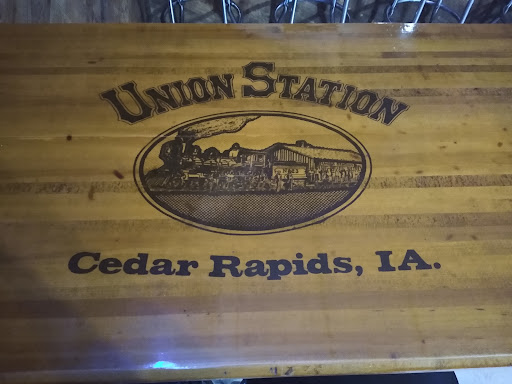 UNION STATION
Cedar Rapids, IA.